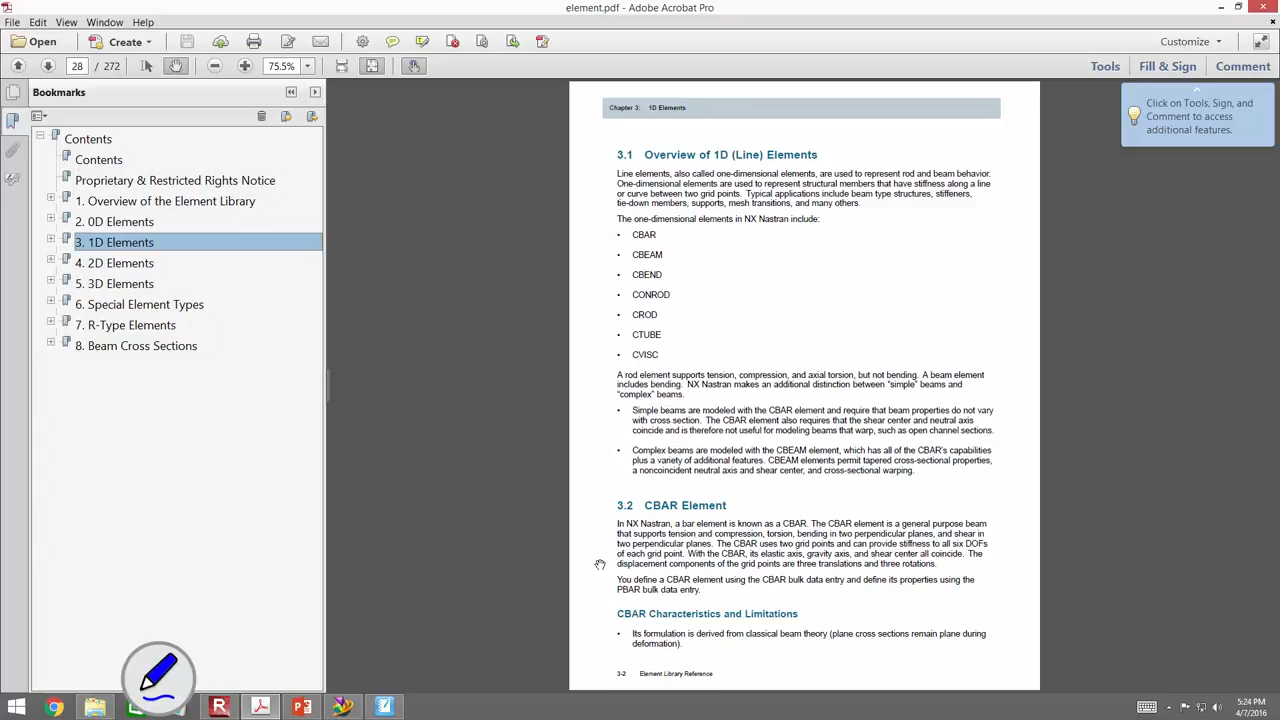 element.pdf - Adobe Acrobat Pro
File Edit View Window Help
Open Create Customize
28 / 272 75.5% Tools Fill & Sign Comment
Bookmarks
Contents
Contents
Proprietary & Restricted Rights Notice
1. Overview of the Element Library
2. 0D Elements
3. 1D Elements
4. 2D Elements
5. 3D Elements
6. Special Element Types
7. R-Type Elements
8. Beam Cross Sections
Chapter 3: 1D Elements
3.1 Overview of 1D (Line) Elements
Line elements, also called one-dimensional elements, are used to represent rod and beam behavior.
One-dimensional elements are used to represent structural members that have stiffness along a line
or curve between two grid points. Typical applications include beam type structures, stiffeners,
tie-down members, supports, mesh transitions, and many others.
The one-dimensional elements in NX Nastran include:
• CBAR
• CBEAM
• CBEND
• CONROD
• CROD
• CTUBE
• CVISC
A rod element supports tension, compression, and axial torsion, but not bending. A beam element
includes bending. NX Nastran makes an additional distinction between “simple” beams and
“complex” beams.
• Simple beams are modeled with the CBAR element and require that beam properties do not vary
with cross section. The CBAR element also requires that the shear center and neutral axis
coincide and is therefore not useful for modeling beams that warp, such as open channel sections.
• Complex beams are modeled with the CBEAM element, which has all of the CBAR's capabilities
plus a variety of additional features. CBEAM elements permit tapered cross-sectional properties,
a noncoincident neutral axis and shear center, and cross-sectional warping.
3.2 CBAR Element
In NX Nastran, a bar element is known as a CBAR. The CBAR element is a general purpose beam
that supports tension and compression, torsion, bending in two perpendicular planes, and shear in
two perpendicular planes. The CBAR uses two grid points and can provide stiffness to all six DOFs
of each grid point. With the CBAR, its elastic axis, gravity axis, and shear center all coincide. The
displacement components of the grid points are three translations and three rotations.
You define a CBAR element using the CBAR bulk data entry and define its properties using the
PBAR bulk data entry.
CBAR Characteristics and Limitations
• Its formulation is derived from classical beam theory (plane cross sections remain plane during
deformation).
3-2 Element Library Reference
Click on Tools, Sign, and
Comment to access
additional features.
5:24 PM
4/7/2016